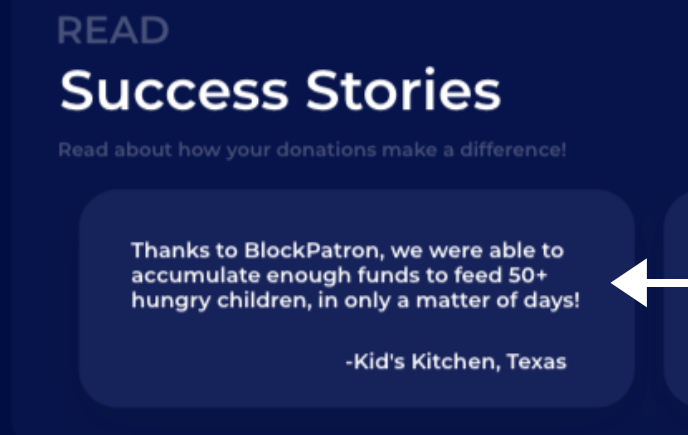 READ
Success Stories
Read about how your donations make a difference!
Thanks to BlockPatron, we were able to
accumulate enough funds to feed 50+
hungry children, in only a matter of days!
-Kid's Kitchen, Texas